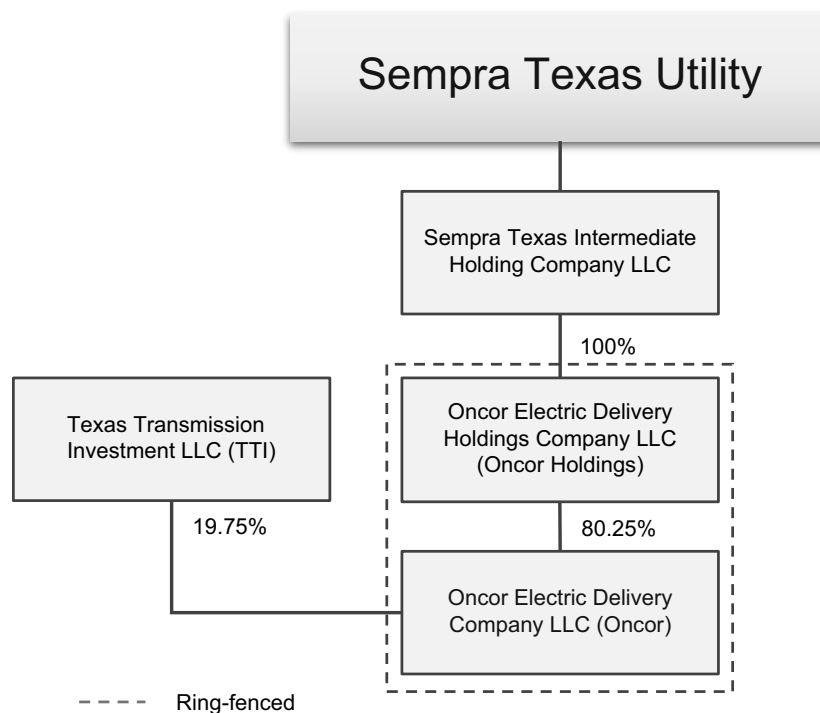 Sempra Texas Utility
Sempra Texas Intermediate
Holding Company LLC
100%
Texas Transmission
Investment LLC (TTI)
Oncor Electric Delivery
Holdings Company LLC
(Oncor Holdings)
19.75%
80.25%
Oncor Electric Delivery
Company LLC (Oncor)
Ring-fenced